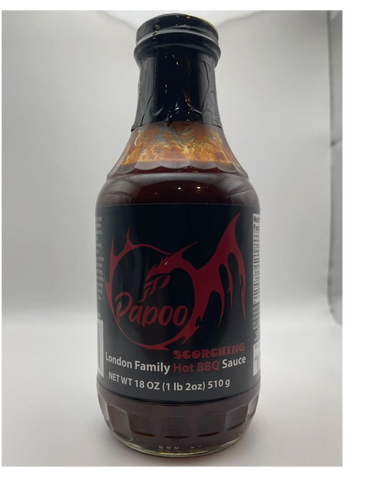 Papoo
SCORCHING
London Family Hot BBQ Sauce
NET WT 18 OZ (1 lb 2oz) 510 g